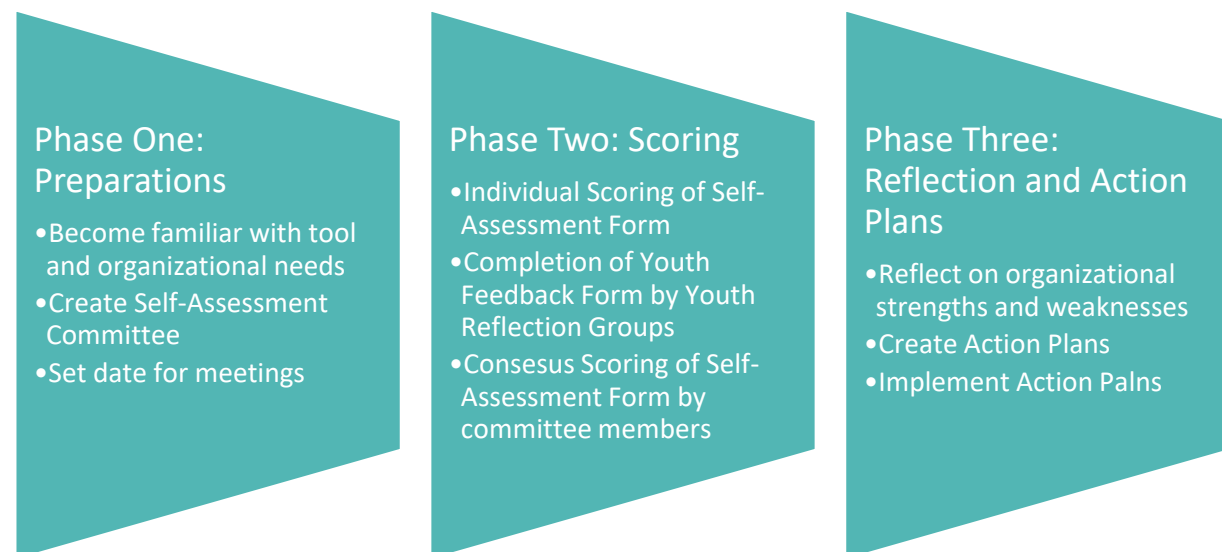 Phase One:
Preparations
•Become familiar with tool
and organizational needs
•Create Self-Assessment
Committee
•Set date for meetings
Phase Two: Scoring
•Individual Scoring of Self-
Assessment Form
•Completion of Youth
Feedback Form by Youth
Reflection Groups
•Consesus Scoring of Self-
Assessment Form by
committee members
Phase Three:
Reflection and Action
Plans
•Reflect on organizational
strengths and weaknesses
•Create Action Plans
•Implement Action Palns